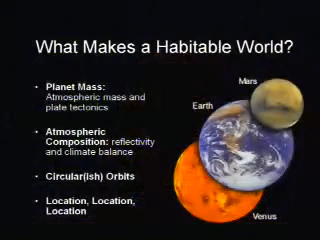 What Makes a Habitable World?
• Planet Mass:
Atmospheric mass and
plate tectonics
• Atmospheric
Composition: reflectivity
and climate balance
• Circular(ish) Orbits
• Location, Location,
Location
Mars
Earth
Venus